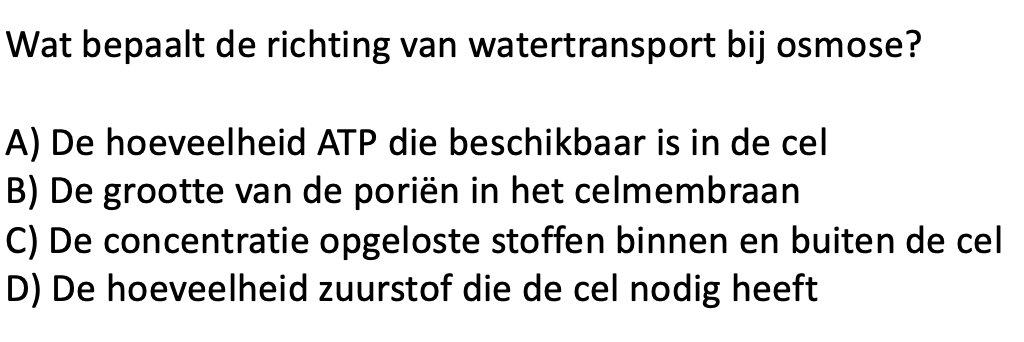 Wat bepaalt de richting van watertransport bij osmose?
A) De hoeveelheid ATP die beschikbaar is in de cel
B) De grootte van de poriën in het celmembraan
C) De concentratie opgeloste stoffen binnen en buiten de cel
D) De hoeveelheid zuurstof die de cel nodig heeft